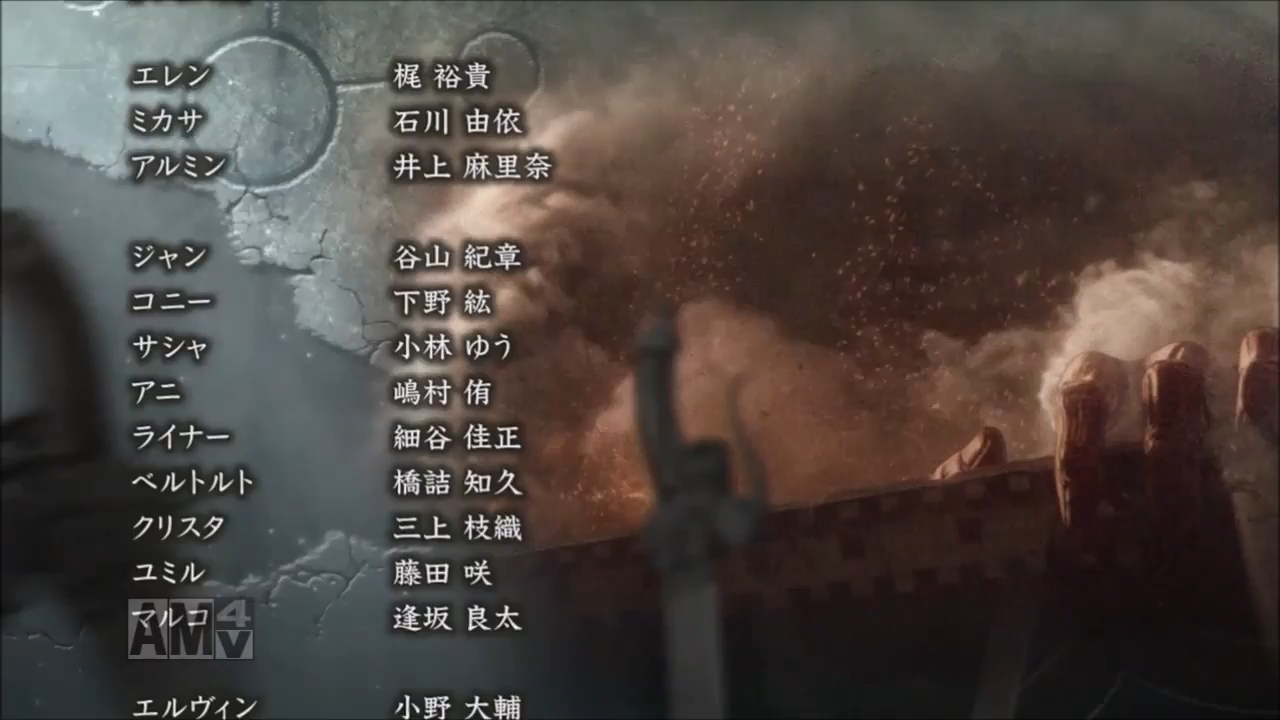 エレン 梶 裕貴
ミカサ 石川 由依
アルミン 井上 麻里奈
ジャン 谷山 紀章
コニー 下野 紘
サシャ 小林 ゆう
アニ 嶋村 侑
ライナー 細谷 佳正
ベルトルト 橋詰 知久
クリスタ 三上 枝織
ユミル 藤田 咲
マルコ 逢坂 良太
AM4V
エルヴィン 小野 大輔